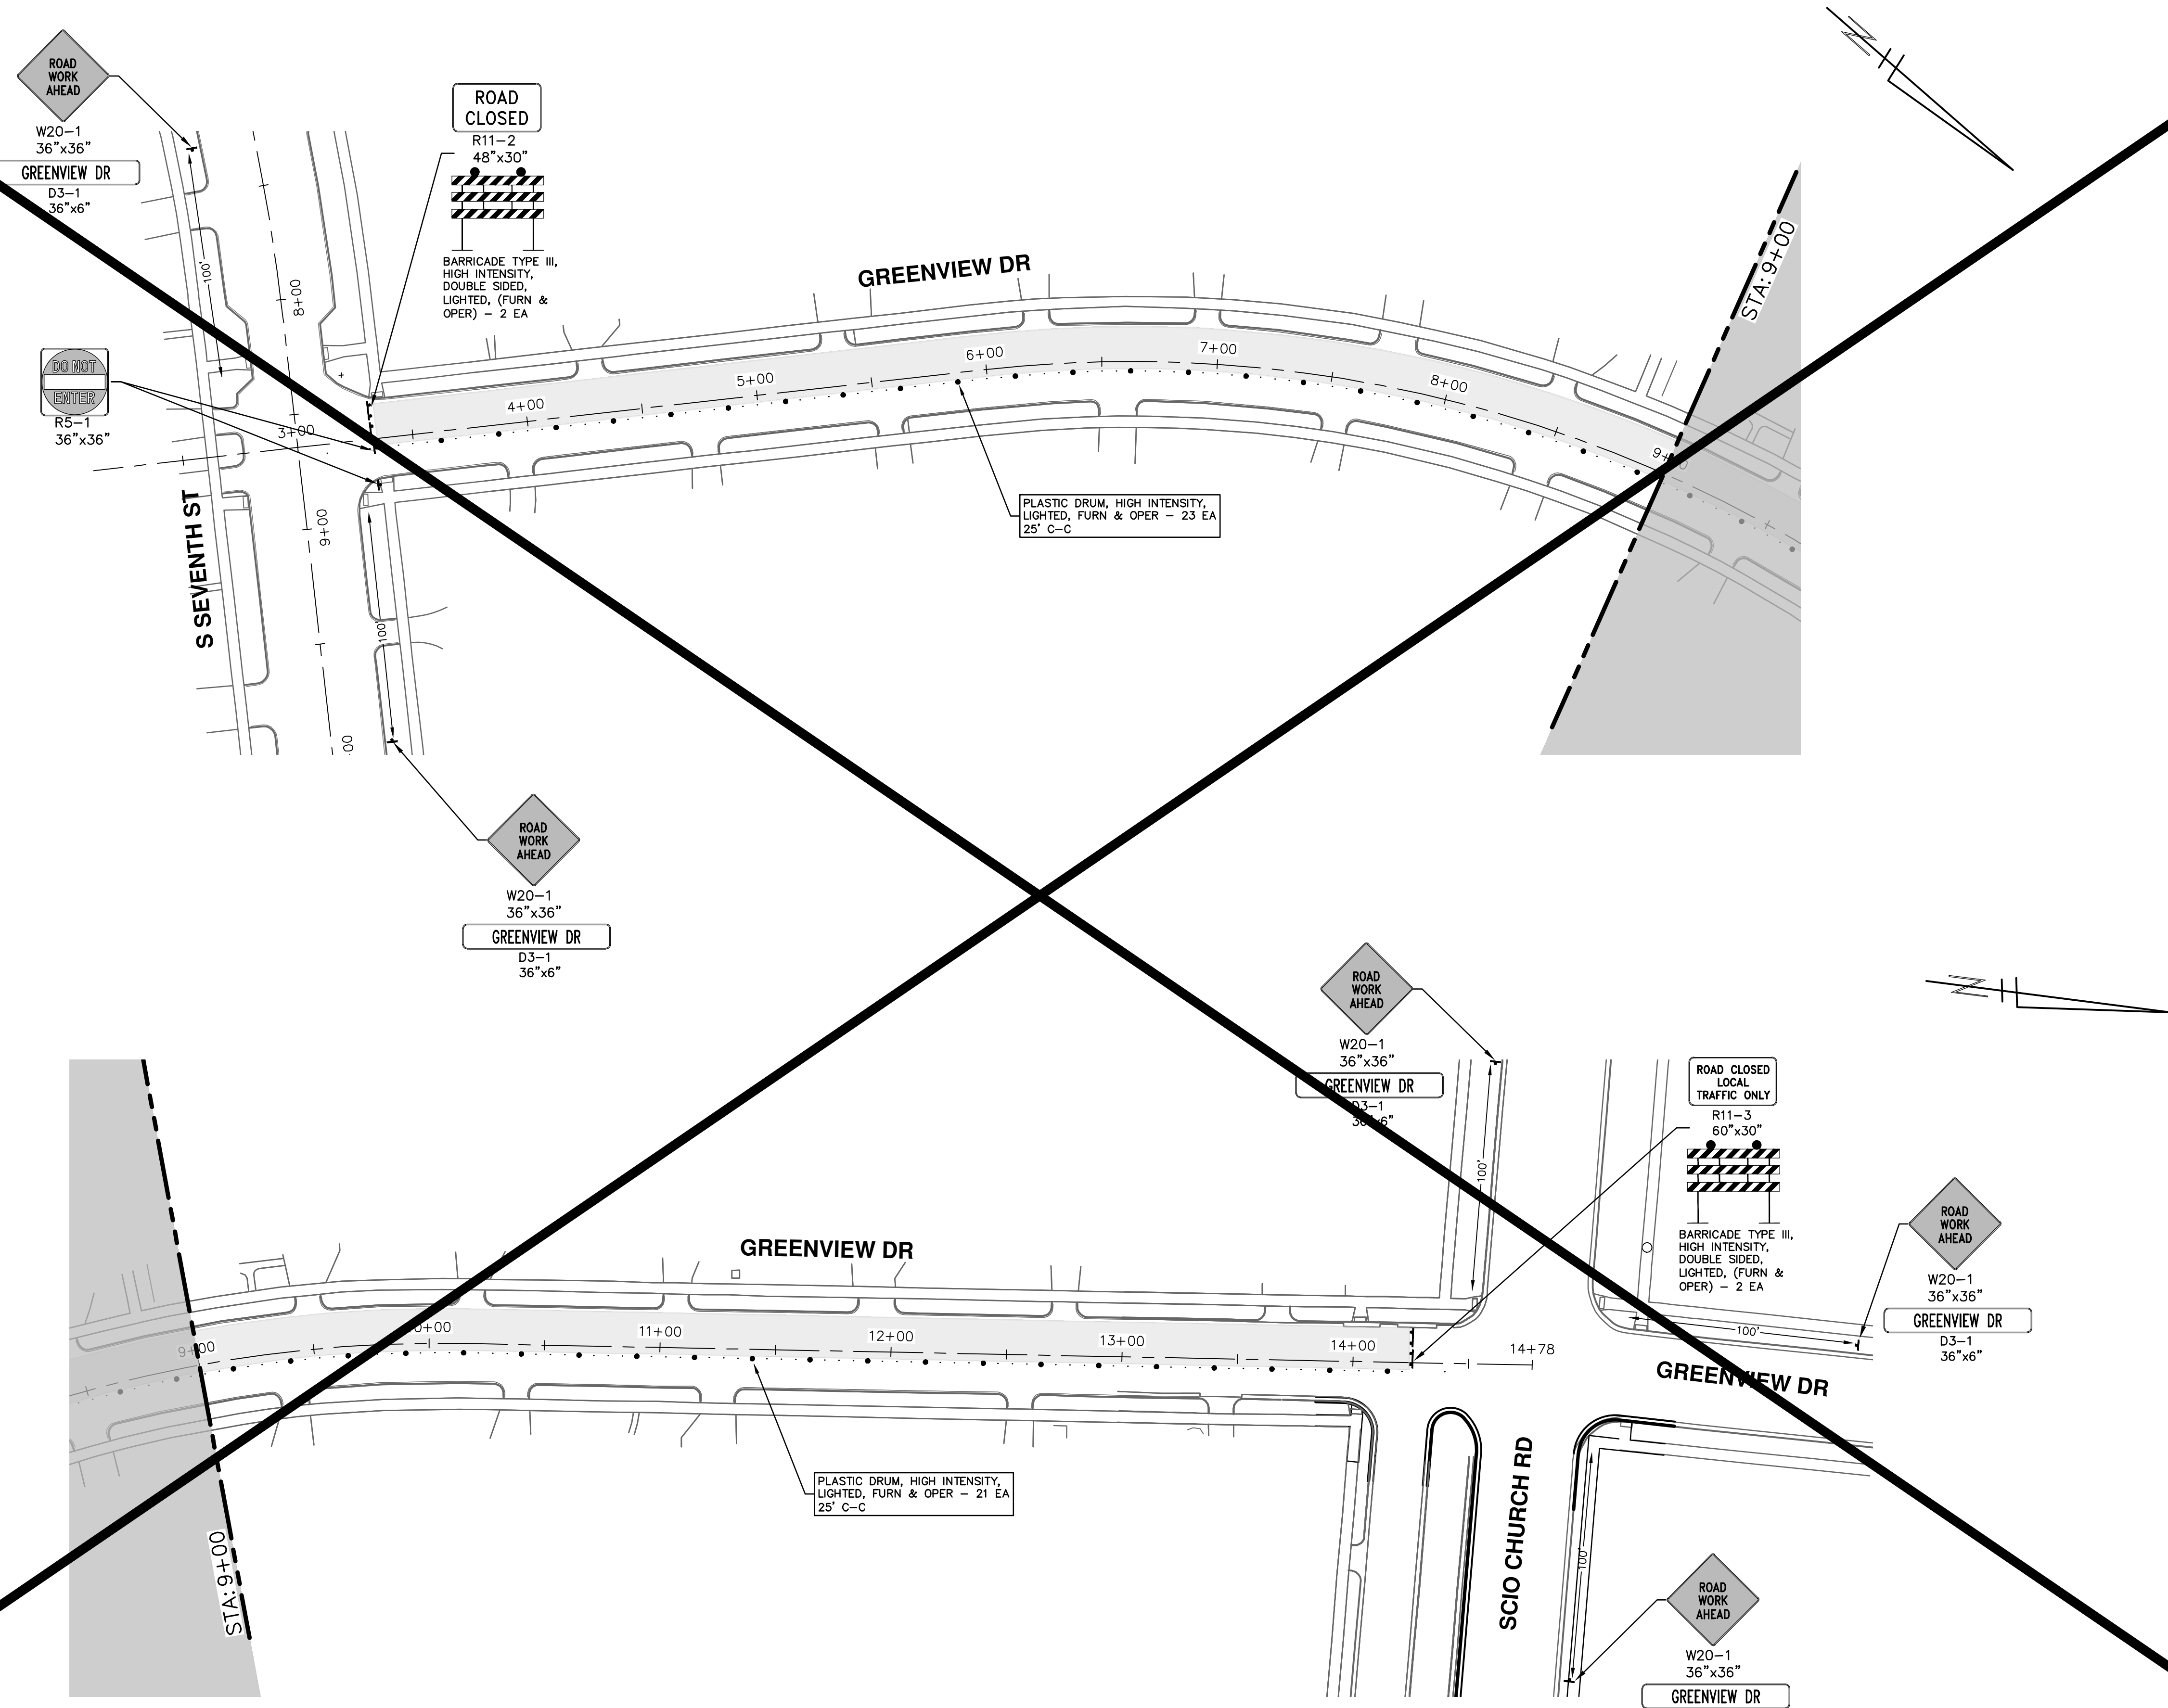 ROAD
WORK
AHEAD
W20-1
36"x36"
GREENVIEW DR
D3-1
36"x6"
ROAD
CLOSED
R11-2
48"x30"
BARRICADE TYPE III,
HIGH INTENSITY,
DOUBLE SIDED,
LIGHTED, (FURN &
OPER) - 2 EA
N
100'
8+00
DO NOT
ENTER
R5-1
36"x36"
3+00
GREENVIEW DR
4+00
5+00
6+00
7+00
8+00
STA: 9+00
PLASTIC DRUM, HIGH INTENSITY,
LIGHTED, FURN & OPER - 23 EA
25' C-C
S SEVENTH ST
9+00
100'
00
ROAD
WORK
AHEAD
W20-1
36"x36"
GREENVIEW DR
D3-1
36"x6"
ROAD
WORK
AHEAD
W20-1
36"x36"
GREENVIEW DR
D3-1
36"x6"
N
100'
ROAD CLOSED
LOCAL
TRAFFIC ONLY
R11-3
60"x30"
BARRICADE TYPE III,
HIGH INTENSITY,
DOUBLE SIDED,
LIGHTED, (FURN &
OPER) - 2 EA
ROAD
WORK
AHEAD
W20-1
36"x36"
GREENVIEW DR
D3-1
36"x6"
GREENVIEW DR
9+00
0+00
11+00
12+00
13+00
14+00
14+78
100'
GREENVIEW DR
PLASTIC DRUM, HIGH INTENSITY,
LIGHTED, FURN & OPER - 21 EA
25' C-C
STA: 9+00
SCIO CHURCH RD
100'
ROAD
WORK
AHEAD
W20-1
36"x36"
GREENVIEW DR